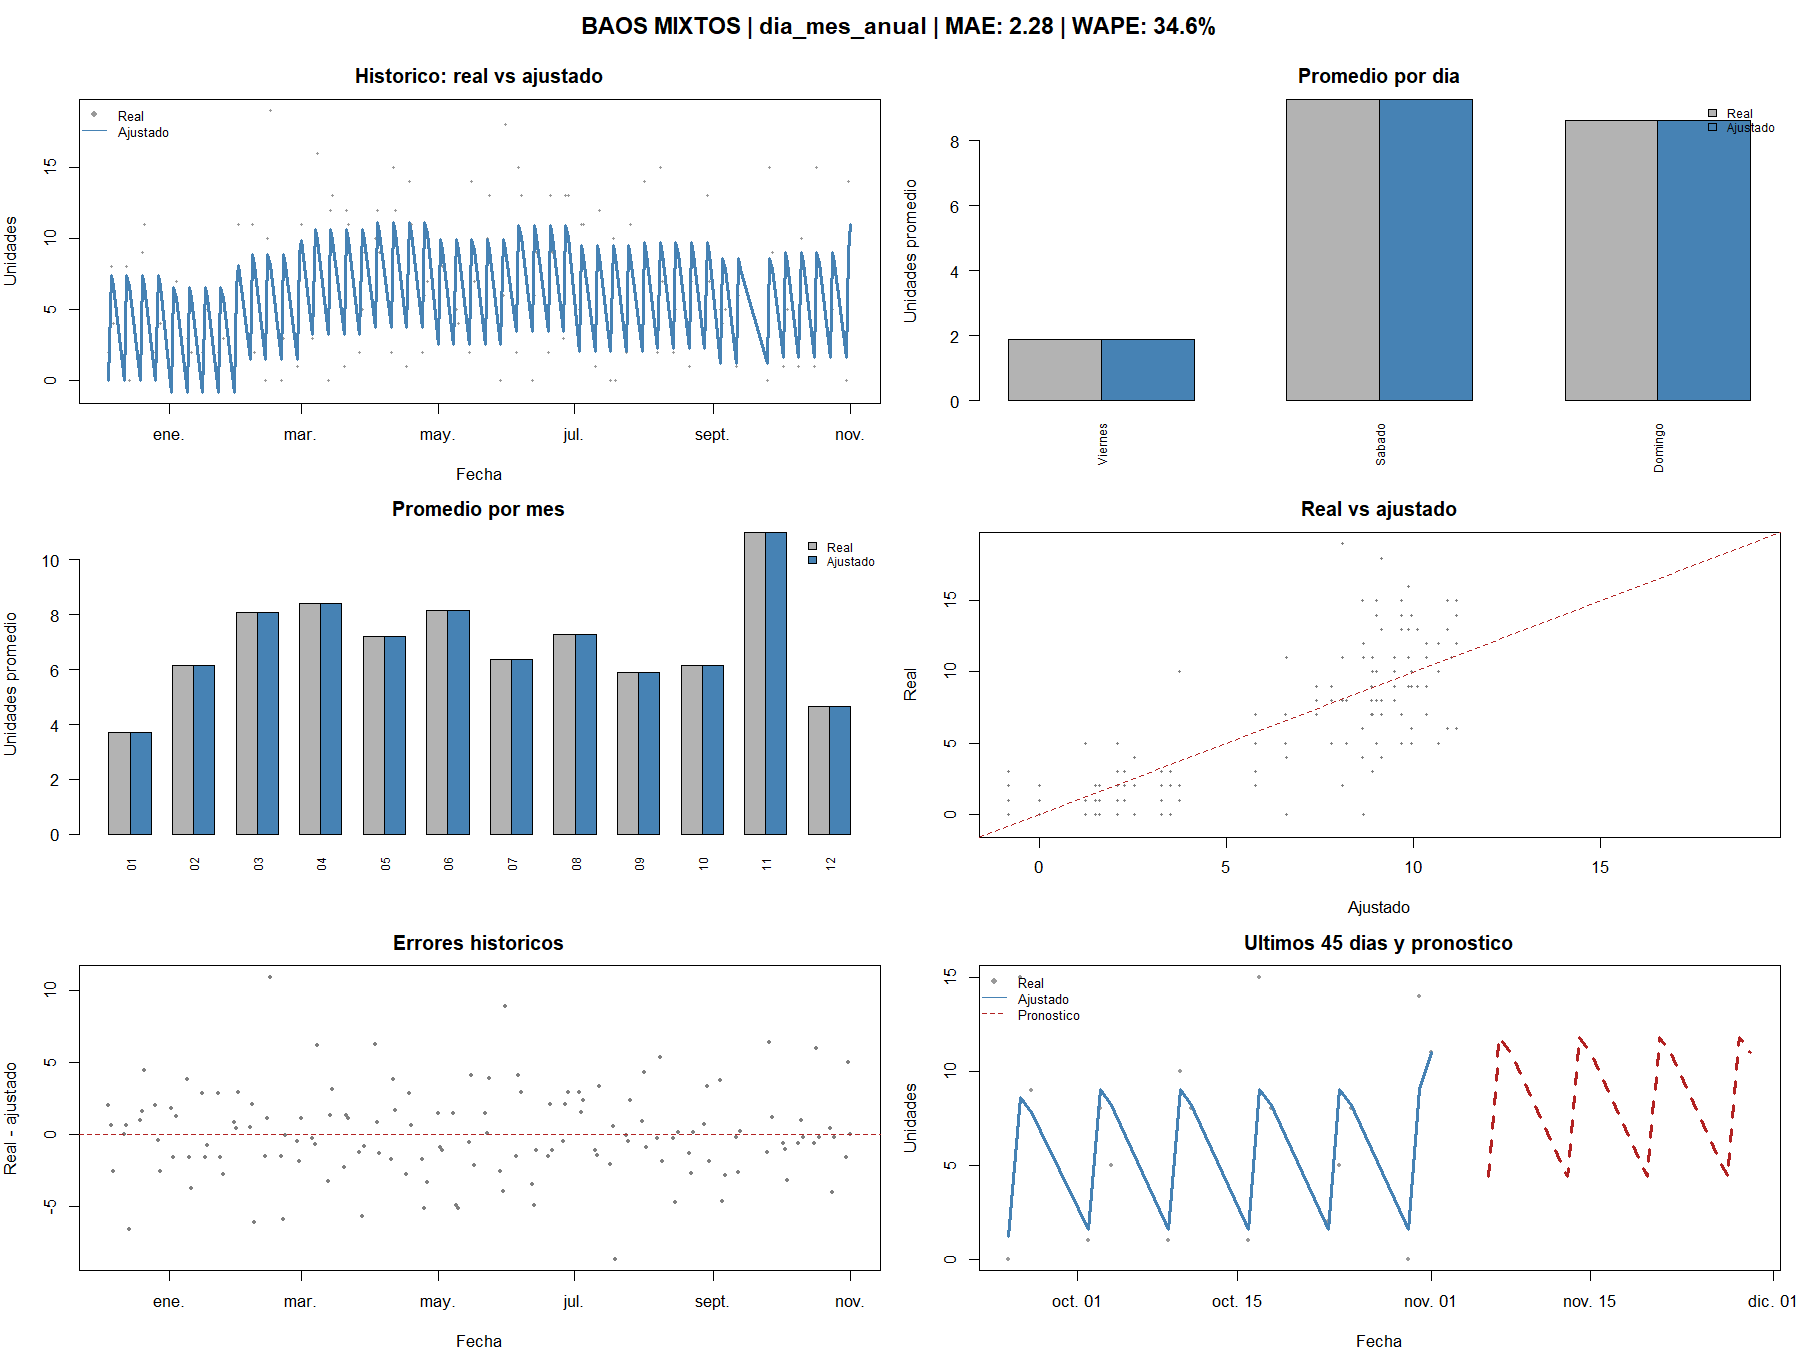 BAOS MIXTOS | dia_mes_anual | MAE: 2.28 | WAPE: 34.6%
Historico: real vs ajustado
Real
Ajustado
Unidades
0
5
10
15
ene.
mar.
may.
jul.
sept.
nov.
Fecha
Promedio por dia
Real
Ajustado
Unidades promedio
0
2
4
6
8
Viernes
Sabado
Domingo
Promedio por mes
Real
Ajustado
Unidades promedio
0
2
4
6
8
10
01
02
03
04
05
06
07
08
09
10
11
12
Real vs ajustado
Real
0
5
10
15
0
5
10
15
Ajustado
Errores historicos
Real - ajustado
-5
0
5
10
ene.
mar.
may.
jul.
sept.
nov.
Fecha
Ultimos 45 dias y pronostico
Real
Ajustado
Pronostico
Unidades
0
5
10
15
oct. 01
oct. 15
nov. 01
nov. 15
dic. 01
Fecha